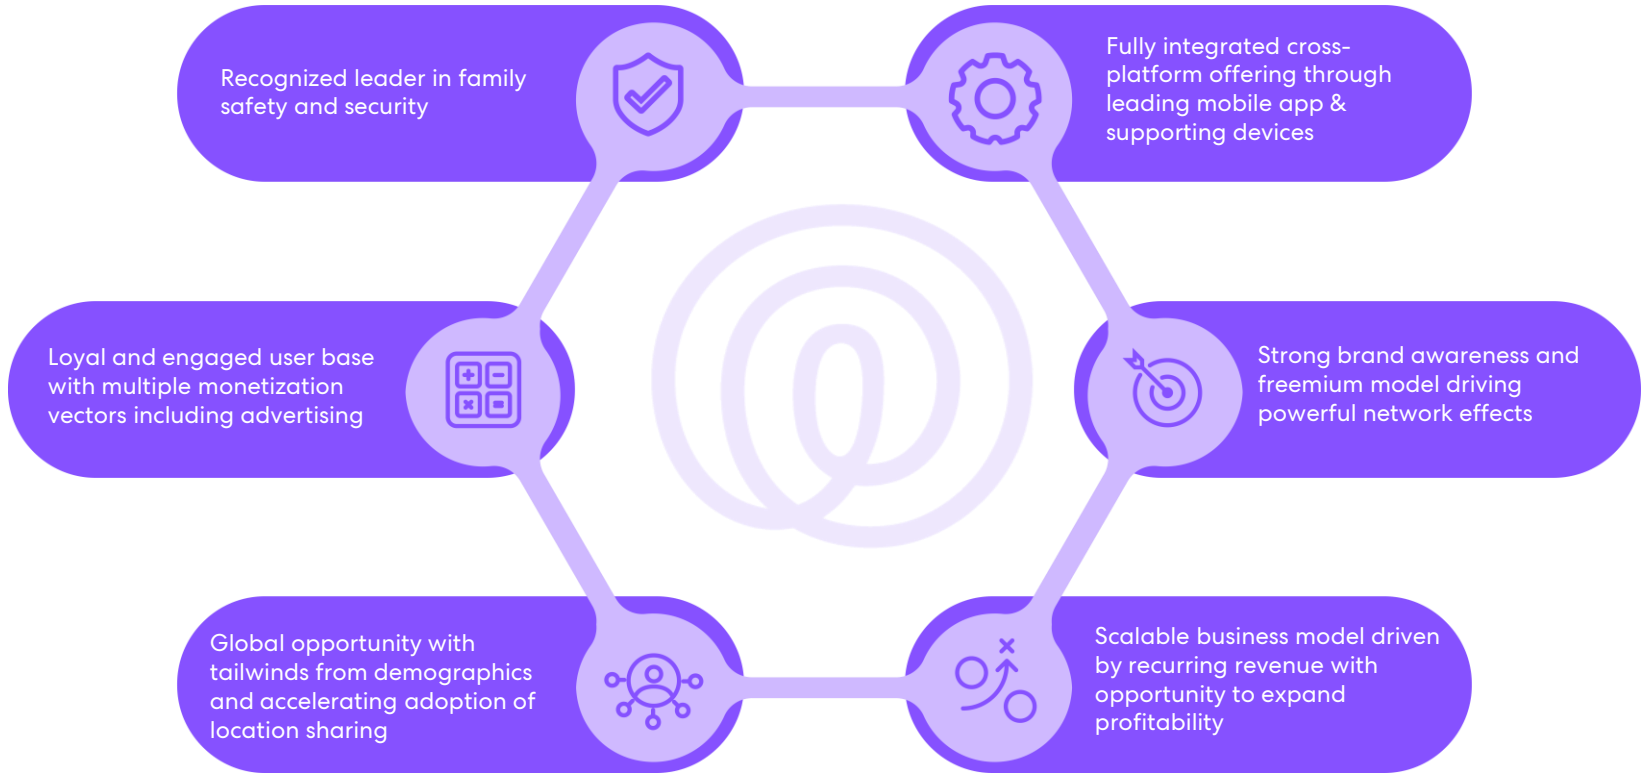 Recognized leader in family
safety and security
Fully integrated cross-
platform offering through
leading mobile app &
supporting devices
Loyal and engaged user base
with multiple monetization
vectors including advertising
Strong brand awareness and
freemium model driving
powerful network effects
Global opportunity with
tailwinds from demographics
and accelerating adoption of
location sharing
Scalable business model driven
by recurring revenue with
opportunity to expand
profitability